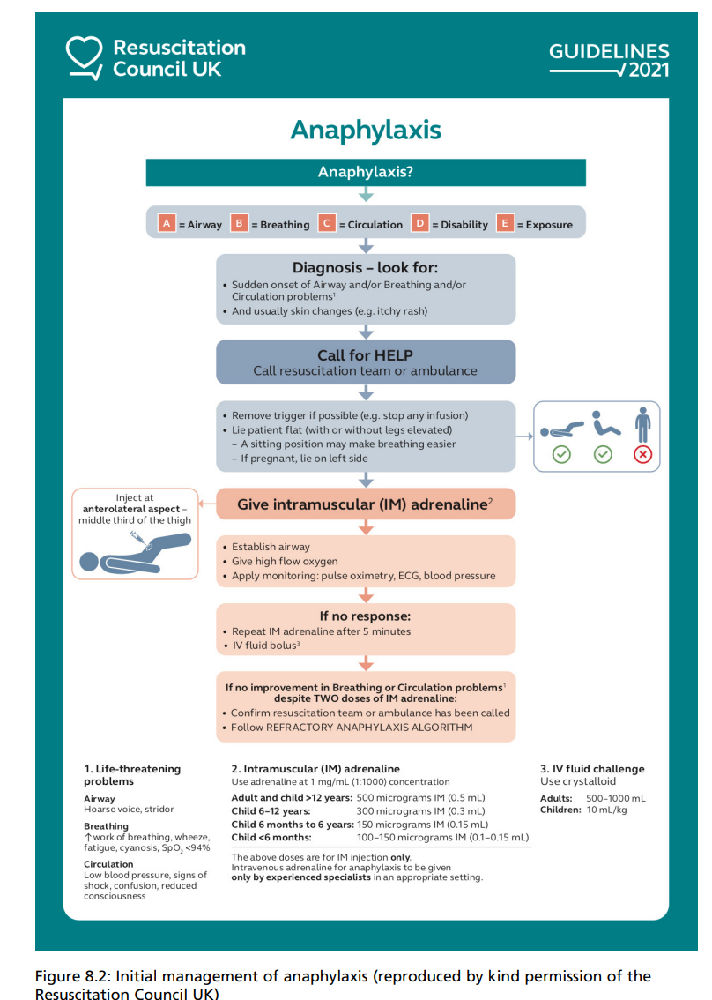 Resuscitation
Council UK
GUIDELINES
2021
Anaphylaxis
Anaphylaxis?
A = Airway B = Breathing C = Circulation D = Disability E = Exposure
Diagnosis – look for:
• Sudden onset of Airway and/or Breathing and/or
Circulation problems¹
• And usually skin changes (e.g. itchy rash)
Call for HELP
Call resuscitation team or ambulance
• Remove trigger if possible (e.g. stop any infusion)
• Lie patient flat (with or without legs elevated)
– A sitting position may make breathing easier
– If pregnant, lie on left side
Inject at
anterolateral aspect –
middle third of the thigh
Give intramuscular (IM) adrenaline²
• Establish airway
• Give high flow oxygen
• Apply monitoring: pulse oximetry, ECG, blood pressure
If no response:
• Repeat IM adrenaline after 5 minutes
• IV fluid bolus³
If no improvement in Breathing or Circulation problems¹
despite TWO doses of IM adrenaline:
• Confirm resuscitation team or ambulance has been called
• Follow REFRACTORY ANAPHYLAXIS ALGORITHM
1. Life-threatening
problems
Airway
Hoarse voice, stridor
Breathing
↑work of breathing, wheeze,
fatigue, cyanosis, SpO₂ <94%
Circulation
Low blood pressure, signs of
shock, confusion, reduced
consciousness
2. Intramuscular (IM) adrenaline
Use adrenaline at 1 mg/mL (1:1000) concentration
Adult and child >12 years: 500 micrograms IM (0.5 mL)
Child 6–12 years: 300 micrograms IM (0.3 mL)
Child 6 months to 6 years: 150 micrograms IM (0.15 mL)
Child <6 months: 100–150 micrograms IM (0.1–0.15 mL)
The above doses are for IM injection only.
Intravenous adrenaline for anaphylaxis to be given
only by experienced specialists in an appropriate setting.
3. IV fluid challenge
Use crystalloid
Adults: 500–1000 mL
Children: 10 mL/kg
Figure 8.2: Initial management of anaphylaxis (reproduced by kind permission of the
Resuscitation Council UK)